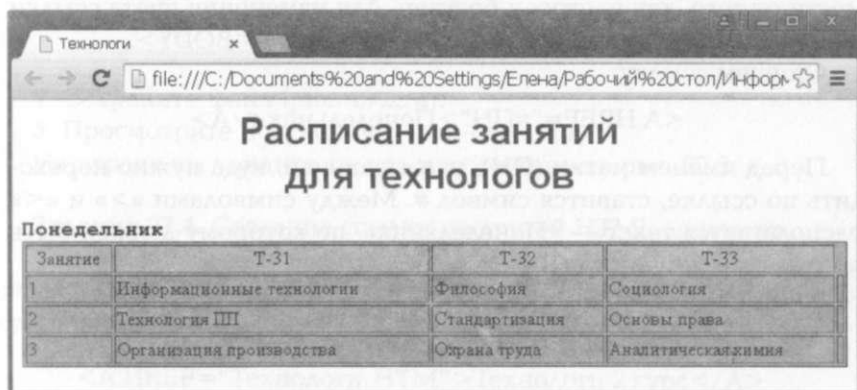 Технологи
file:///C:/Documents%20and%20Settings/Елена/Рабочий%20стол/Информ
Расписание занятий
для технологов
Понедельник
Занятие Т-31 Т-32 Т-33
1 Информационные технологии Философия Социология
2 Технология ПП Стандартизация Основы права
3 Организация производства Охрана труда Аналитическая химия